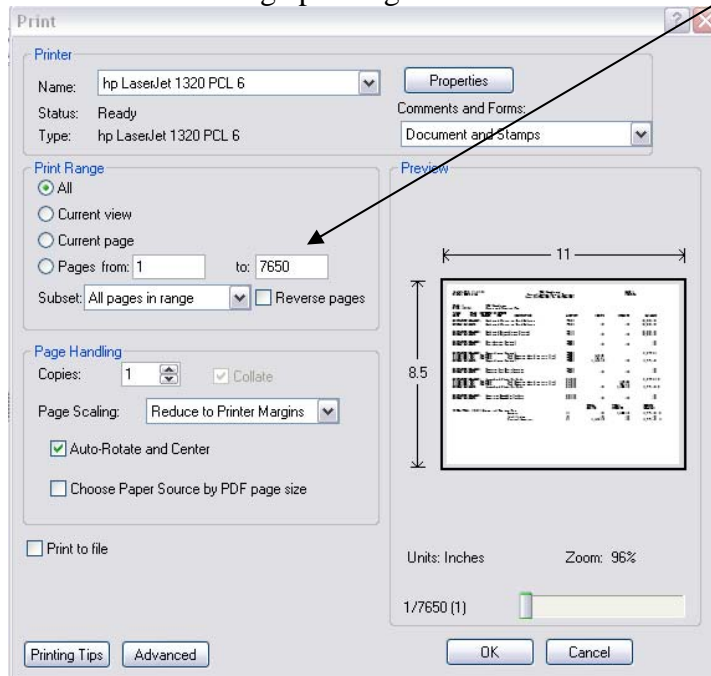 Print
Printer
Name: hp LaserJet 1320 PCL 6
Properties
Status: Ready
Comments and Forms:
Type: hp LaserJet 1320 PCL 6
Document and Stamps
Print Range
All
Current view
Current page
Pages from: 1 to: 7650
Subset: All pages in range Reverse pages
Page Handling
Copies: 1 Collate
Page Scaling: Reduce to Printer Margins
Auto-Rotate and Center
Choose Paper Source by PDF page size
Print to file
Preview
11
8.5
Units: Inches Zoom: 96%
1/7650 (1)
Printing Tips Advanced OK Cancel